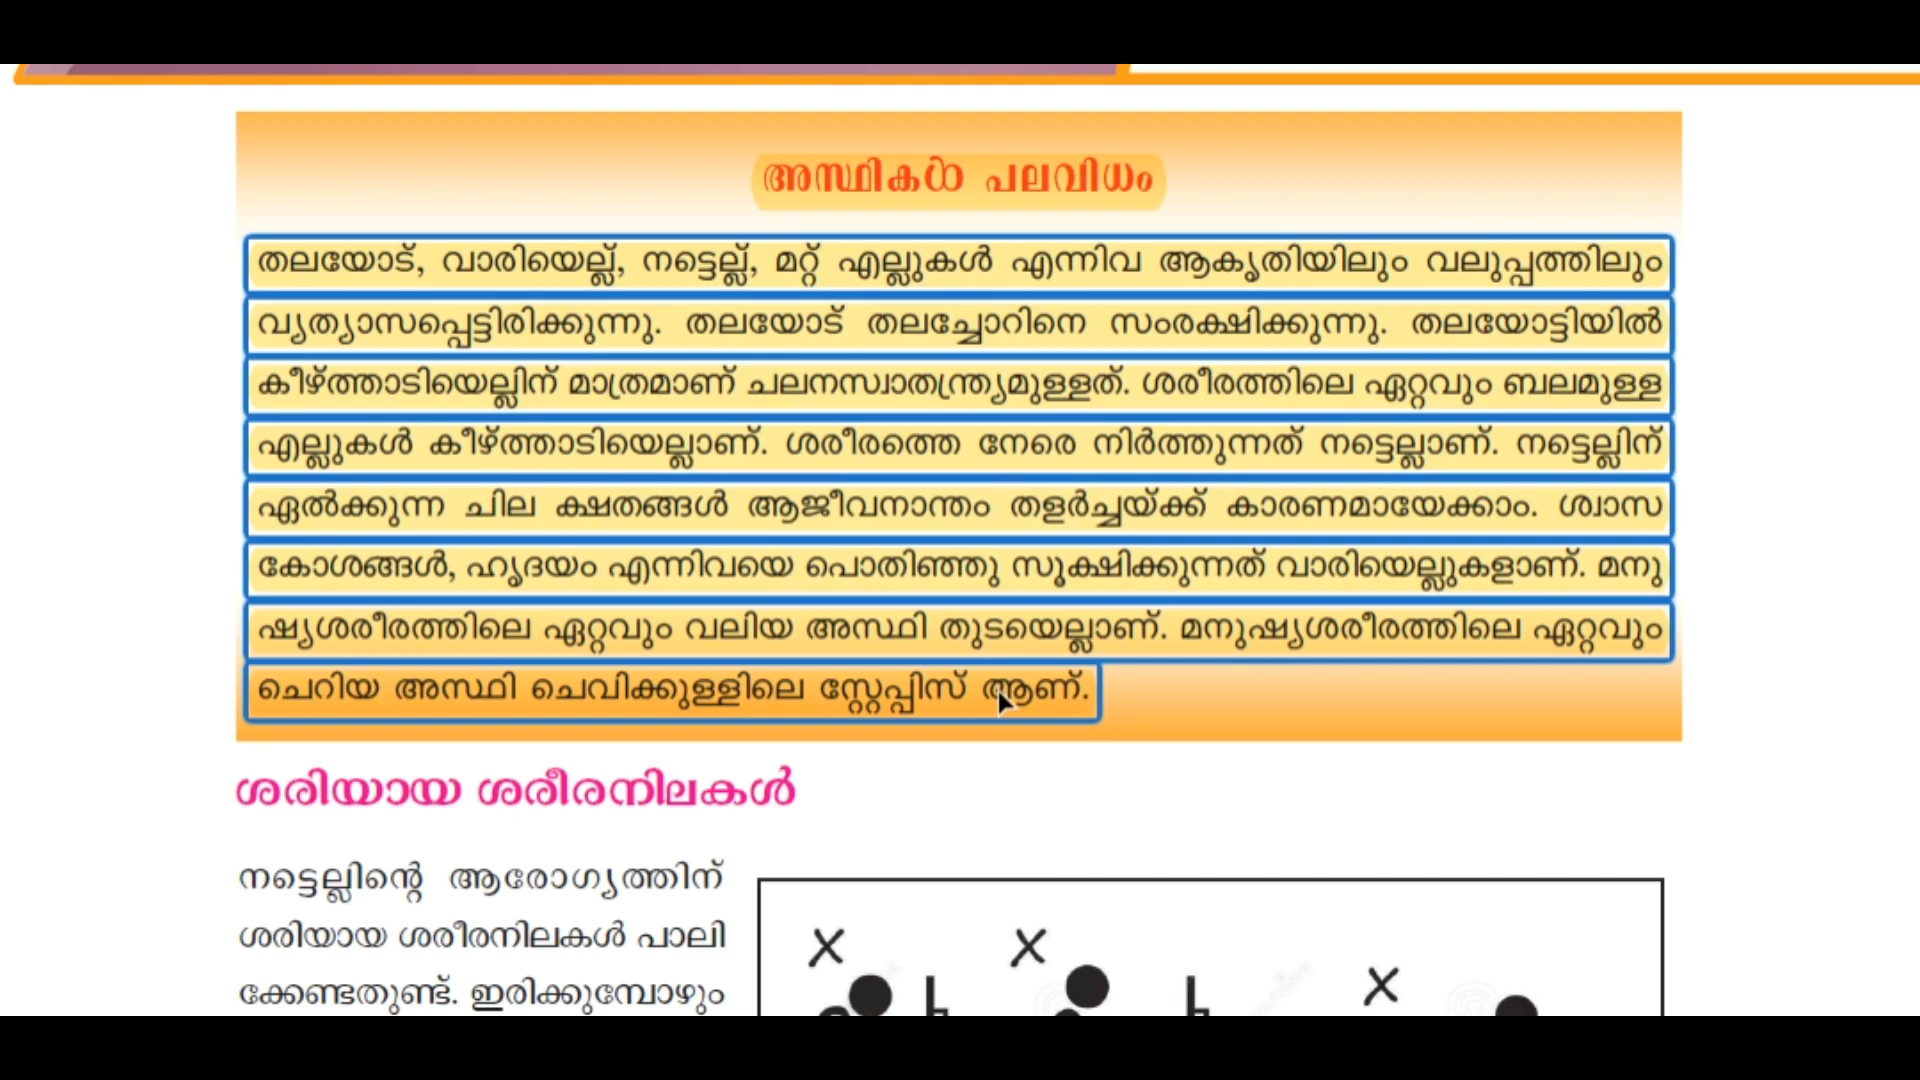 അസ്ഥികൾ പലവിധം
തലയോട്, വാരിയെല്ല്, നട്ടെല്ല്, മറ്റ് എല്ലുകൾ എന്നിവ ആകൃതിയിലും വലുപ്പത്തിലും
വ്യത്യാസപ്പെട്ടിരിക്കുന്നു. തലയോട് തലച്ചോറിനെ സംരക്ഷിക്കുന്നു. തലയോട്ടിയിൽ
കീഴ്ത്താടിയെല്ലിന് മാത്രമാണ് ചലനസ്വാതന്ത്ര്യമുള്ളത്. ശരീരത്തിലെ ഏറ്റവും ബലമുള്ള
എല്ലുകൾ കീഴ്ത്താടിയെല്ലാണ്. ശരീരത്തെ നേരെ നിർത്തുന്നത് നട്ടെല്ലാണ്. നട്ടെല്ലിന്
ഏൽക്കുന്ന ചില ക്ഷതങ്ങൾ ആജീവനാന്തം തളർച്ചയ്ക്ക് കാരണമായേക്കാം. ശ്വാസ
കോശങ്ങൾ, ഹൃദയം എന്നിവയെ പൊതിഞ്ഞു സൂക്ഷിക്കുന്നത് വാരിയെല്ലുകളാണ്. മനു
ഷ്യശരീരത്തിലെ ഏറ്റവും വലിയ അസ്ഥി തുടയെല്ലാണ്. മനുഷ്യശരീരത്തിലെ ഏറ്റവും
ചെറിയ അസ്ഥി ചെവിക്കുള്ളിലെ സ്റ്റേപ്പിസ് ആണ്.
ശരിയായ ശരീരനിലകൾ
നട്ടെല്ലിന്റെ ആരോഗ്യത്തിന്
ശരിയായ ശരീരനിലകൾ പാലി
ക്കേണ്ടതുണ്ട്. ഇരിക്കുമ്പോഴും